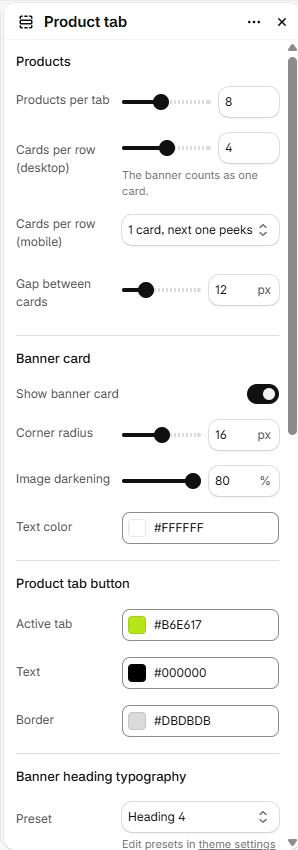 Product tab
Products
Products per tab
8
Cards per row
(desktop)
4
The banner counts as one
card.
Cards per row
(mobile)
1 card, next one peeks
Gap between
cards
12 px
Banner card
Show banner card
Corner radius
16 px
Image darkening
80 %
Text color
#FFFFFF
Product tab button
Active tab
#B6E617
Text
#000000
Border
#DBDBDB
Banner heading typography
Preset
Heading 4
Edit presets in theme settings